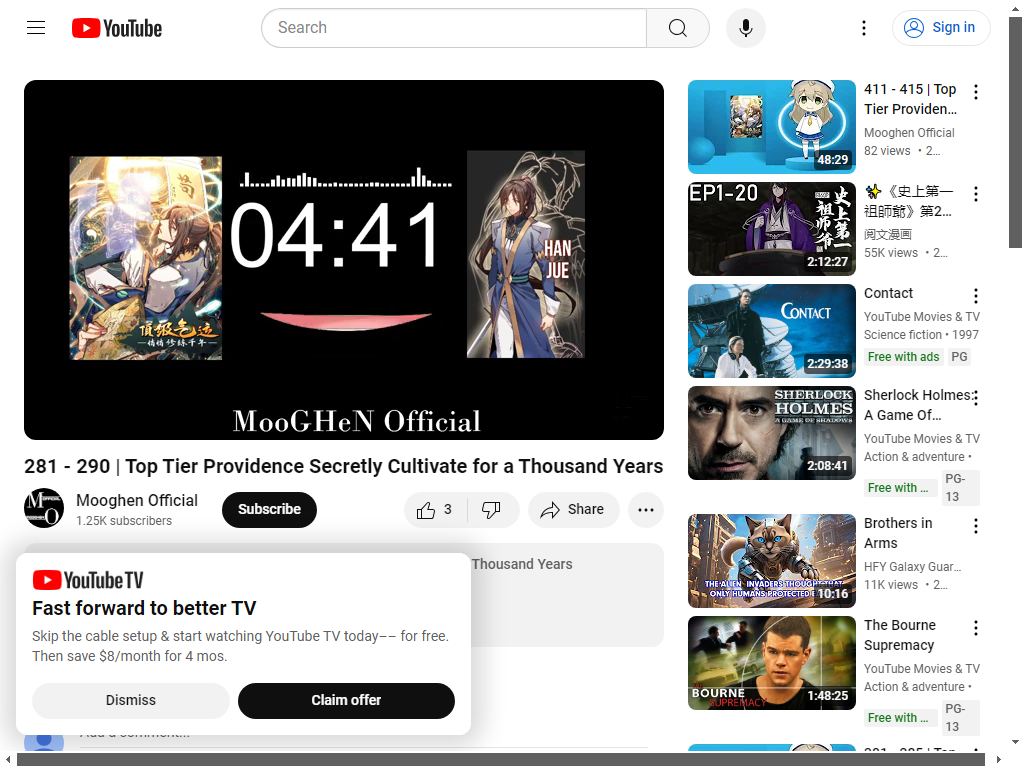 YouTube
Search
Sign in
04:41
HAN
JUE
頂级气运
悄悄修练千年
MooGHeN Official
281 - 290 | Top Tier Providence Secretly Cultivate for a Thousand Years
Mooghen Official
1.25K subscribers
Subscribe
3
Share
Thousand Years
YouTube TV
Fast forward to better TV
Skip the cable setup & start watching YouTube TV today–– for free.
Then save $8/month for 4 mos.
Dismiss
Claim offer
48:29
411 - 415 | Top
Tier Providen...
Mooghen Official
82 views • 2...
EP1-20
史上第一
祖师爷
2:12:27
✨《史上第一
祖師爺》第2...
阅文漫画
55K views • 2...
CONTACT
2:29:38
Contact
YouTube Movies & TV
Science fiction • 1997
Free with ads
PG
SHERLOCK
HOLMES
A GAME OF SHADOWS
2:08:41
Sherlock Holmes:
A Game Of...
YouTube Movies & TV
Action & adventure •
Free with ...
PG-
13
THE ALIEN INVADERS THOUGHT THAT
ONLY HUMANS PROTECTED
10:16
Brothers in
Arms
HFY Galaxy Guar...
11K views • 2...
BOURNE
SUPREMACY
1:48:25
The Bourne
Supremacy
YouTube Movies & TV
Action & adventure •
Free with ...
PG-
13